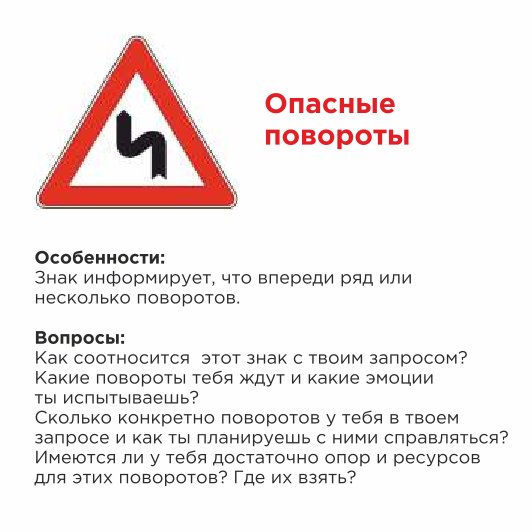 Опасные
повороты
Особенности:
Знак информирует, что впереди ряд или
несколько поворотов.
Вопросы:
Как соотносится этот знак с твоим запросом?
Какие повороты тебя ждут и какие эмоции
ты испытываешь?
Сколько конкретно поворотов у тебя в твоем
запросе и как ты планируешь с ними справляться?
Имеются ли у тебя достаточно опор и ресурсов
для этих поворотов? Где их взять?